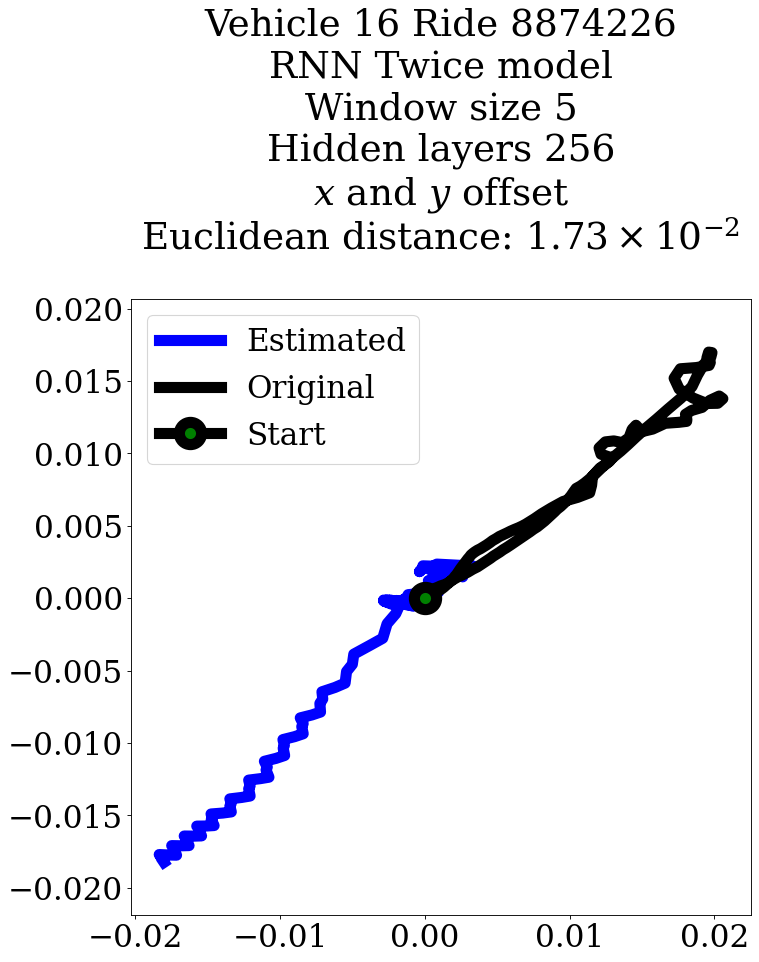 Vehicle 16 Ride 8874226
RNN Twice model
Window size 5
Hidden layers 256
x and y offset
Euclidean distance: 1.73 × 10⁻²
0.020
0.015
0.010
0.005
0.000
−0.005
−0.010
−0.015
−0.020
Estimated
Original
Start
−0.02
−0.01
0.00
0.01
0.02